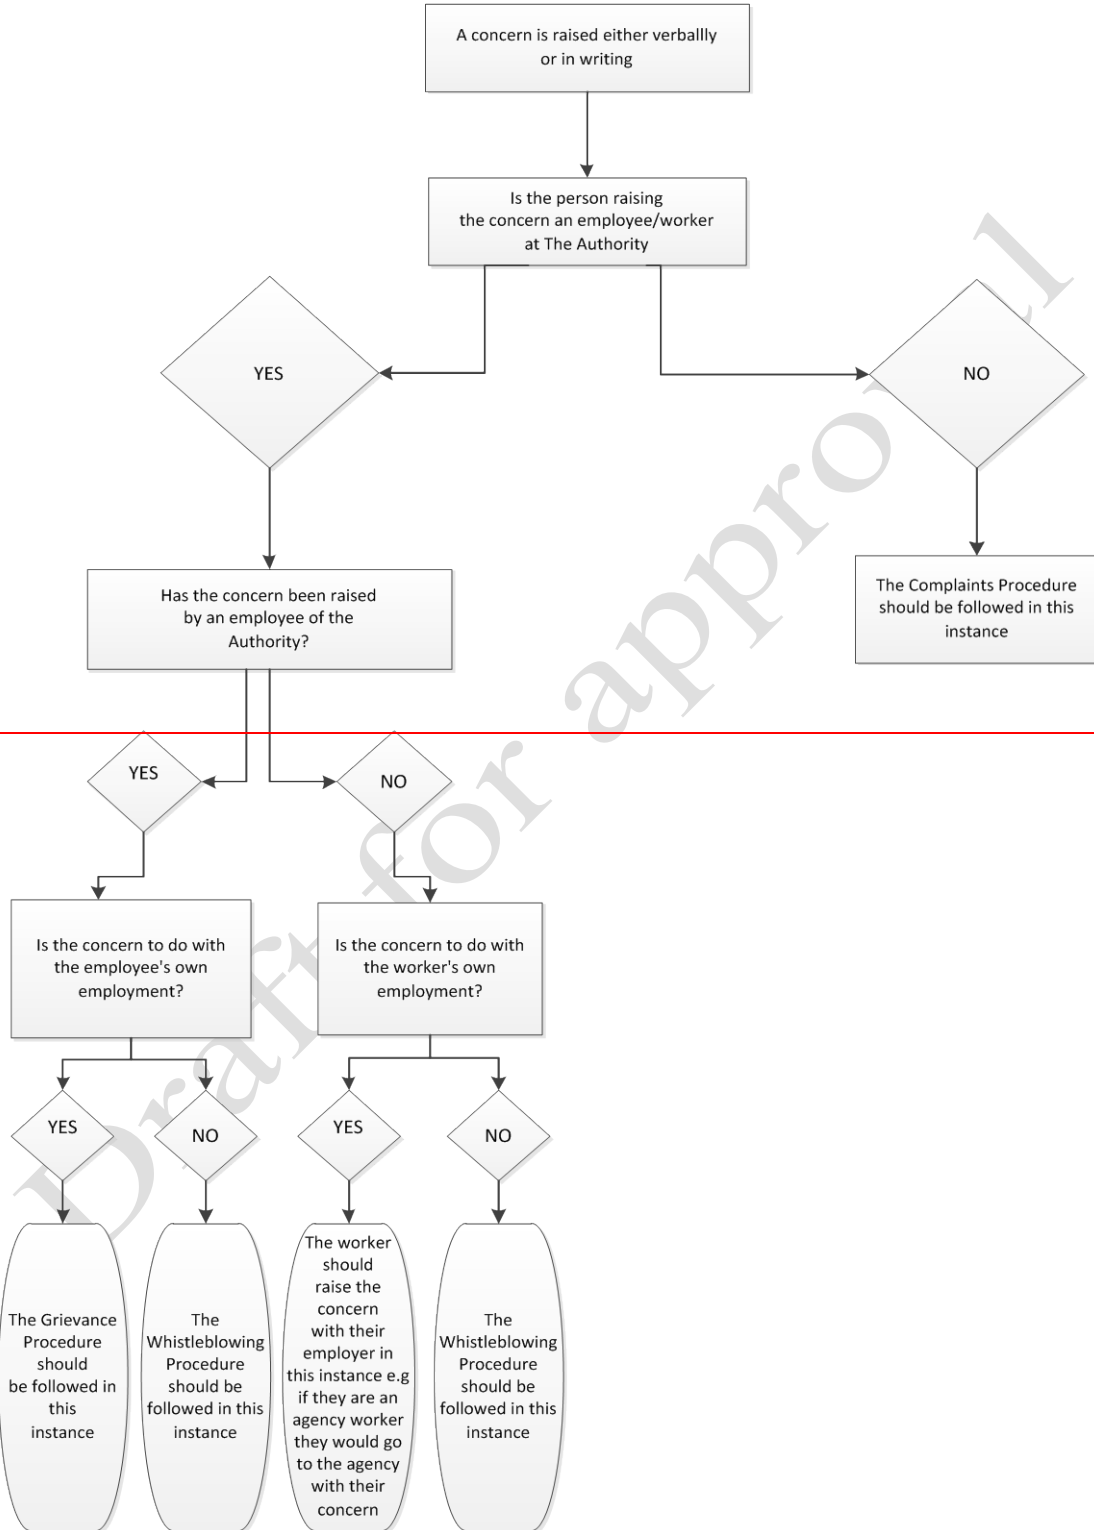 A concern is raised either verballly
or in writing
Is the person raising
the concern an employee/worker
at The Authority
YES
NO
Has the concern been raised
by an employee of the
Authority?
The Complaints Procedure
should be followed in this
instance
YES
NO
Is the concern to do with
the employee's own
employment?
Is the concern to do with
the worker's own
employment?
YES
NO
YES
NO
The Grievance
Procedure
should
be followed in
this
instance
The
Whistleblowing
Procedure
should be
followed in this
instance
The worker
should
raise the
concern
with their
employer in
this instance e.g
if they are an
agency worker
they would go
to the agency
with their
concern
The
Whistleblowing
Procedure
should be
followed in this
instance
Draft for approval